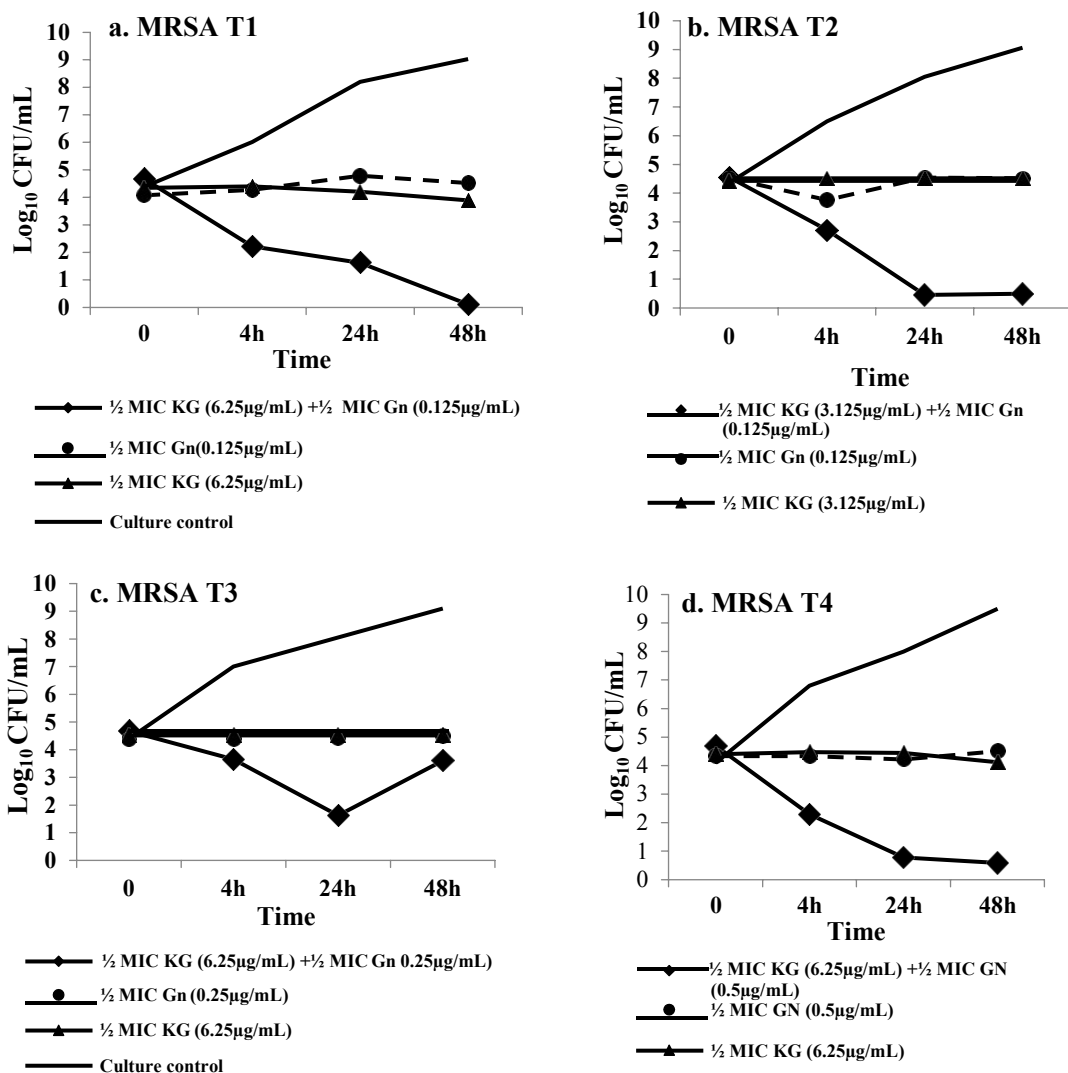 a. MRSA T1
10
9
8
7
6
5
4
3
2
1
0
Log10 CFU/mL
0 4h 24h 48h
Time
½ MIC KG (6.25µg/mL) +½ MIC Gn (0.125µg/mL)
½ MIC Gn(0.125µg/mL)
½ MIC KG (6.25µg/mL)
Culture control
b. MRSA T2
10
9
8
7
6
5
4
3
2
1
0
Log10 CFU/mL
0 4h 24h 48h
Time
½ MIC KG (3.125µg/mL) +½ MIC Gn
(0.125µg/mL)
½ MIC Gn (0.125µg/mL)
½ MIC KG (3.125µg/mL)
c. MRSA T3
10
9
8
7
6
5
4
3
2
1
0
Log10 CFU/mL
0 4h 24h 48h
Time
½ MIC KG (6.25µg/mL) +½ MIC Gn 0.25µg/mL)
½ MIC Gn (0.25µg/mL)
½ MIC KG (6.25µg/mL)
Culture control
d. MRSA T4
10
9
8
7
6
5
4
3
2
1
0
Log10 CFU/mL
0 4h 24h 48h
Time
½ MIC KG (6.25µg/mL) +½ MIC GN
(0.5µg/mL)
½ MIC GN (0.5µg/mL)
½ MIC KG (6.25µg/mL)